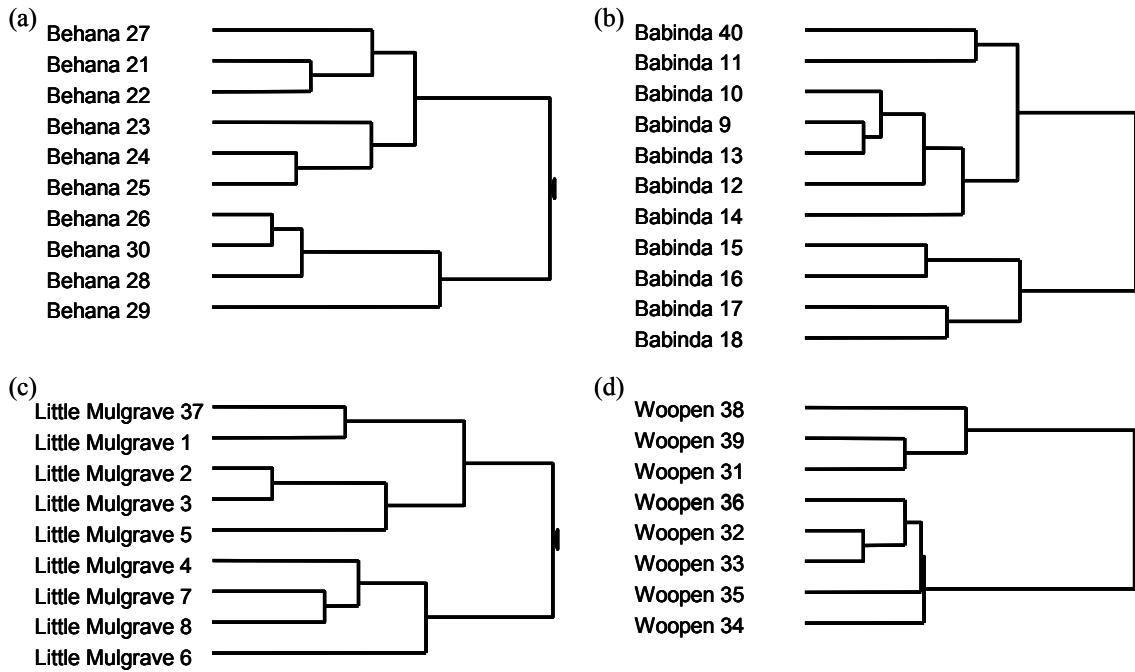 (a)
Behana 27
Behana 21
Behana 22
Behana 23
Behana 24
Behana 25
Behana 26
Behana 30
Behana 28
Behana 29
(b)
Babinda 40
Babinda 11
Babinda 10
Babinda 9
Babinda 13
Babinda 12
Babinda 14
Babinda 15
Babinda 16
Babinda 17
Babinda 18
(c)
Little Mulgrave 37
Little Mulgrave 1
Little Mulgrave 2
Little Mulgrave 3
Little Mulgrave 5
Little Mulgrave 4
Little Mulgrave 7
Little Mulgrave 8
Little Mulgrave 6
(d)
Woopen 38
Woopen 39
Woopen 31
Woopen 36
Woopen 32
Woopen 33
Woopen 35
Woopen 34